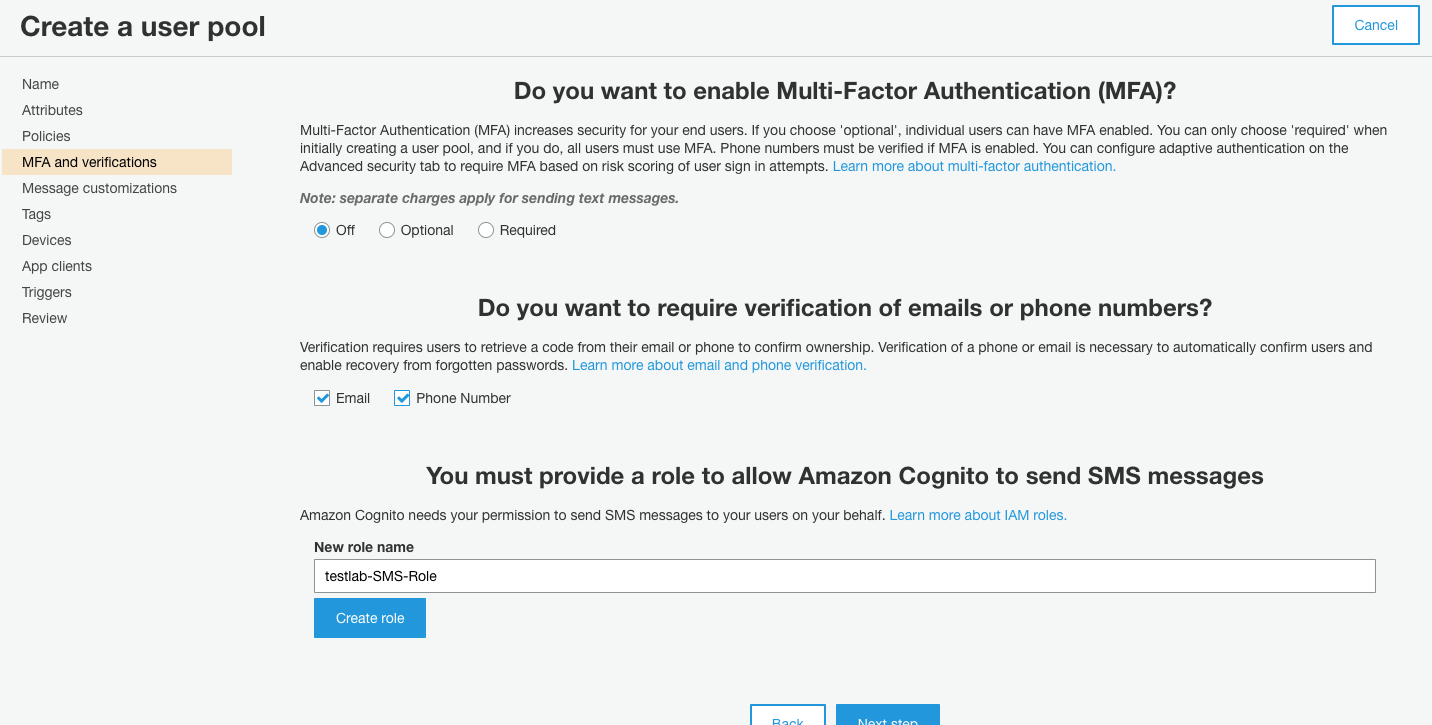 Create a user pool
Cancel
Name
Attributes
Policies
MFA and verifications
Message customizations
Tags
Devices
App clients
Triggers
Review
Do you want to enable Multi-Factor Authentication (MFA)?
Multi-Factor Authentication (MFA) increases security for your end users. If you choose 'optional', individual users can have MFA enabled. You can only choose 'required' when
initially creating a user pool, and if you do, all users must use MFA. Phone numbers must be verified if MFA is enabled. You can configure adaptive authentication on the
Advanced security tab to require MFA based on risk scoring of user sign in attempts. Learn more about multi-factor authentication.
Note: separate charges apply for sending text messages.
Off Optional Required
Do you want to require verification of emails or phone numbers?
Verification requires users to retrieve a code from their email or phone to confirm ownership. Verification of a phone or email is necessary to automatically confirm users and
enable recovery from forgotten passwords. Learn more about email and phone verification.
Email Phone Number
You must provide a role to allow Amazon Cognito to send SMS messages
Amazon Cognito needs your permission to send SMS messages to your users on your behalf. Learn more about IAM roles.
New role name
testlab-SMS-Role
Create role
Back Next step